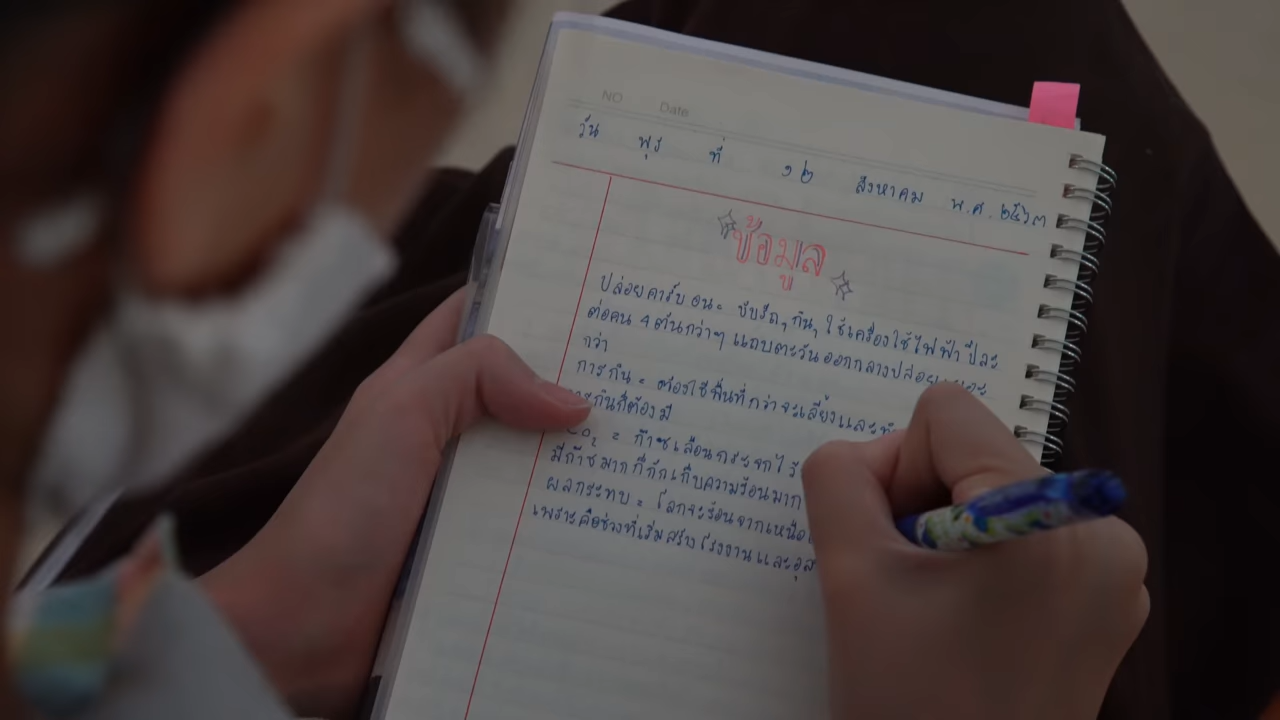 NO Date
วัน พุธ ที่ ๑๒ สิงหาคม พ.ศ. ๒๕๖๓
ข้อมูล
ปล่อยคาร์บอน = ขับรถ, กิน, ใช้เครื่องใช้ไฟฟ้า ปีละ
ต่อคน 4 ตันกว่าๆ แถบตะวันออกกลางปล่อย
กว่า
การกิน = ต้องใช้พื้นที่กว่าจะเลี้ยงและ
กินก็ต้องมี
CO₂ = ก๊าซเลือนกระจกไว้
มีก๊าซมากก็กักเก็บความร้อนมาก
ผลกระทบ = โลกจะร้อนจากเหนือ
เพราะคือช่วงที่เริ่มสร้างโรงงานและ